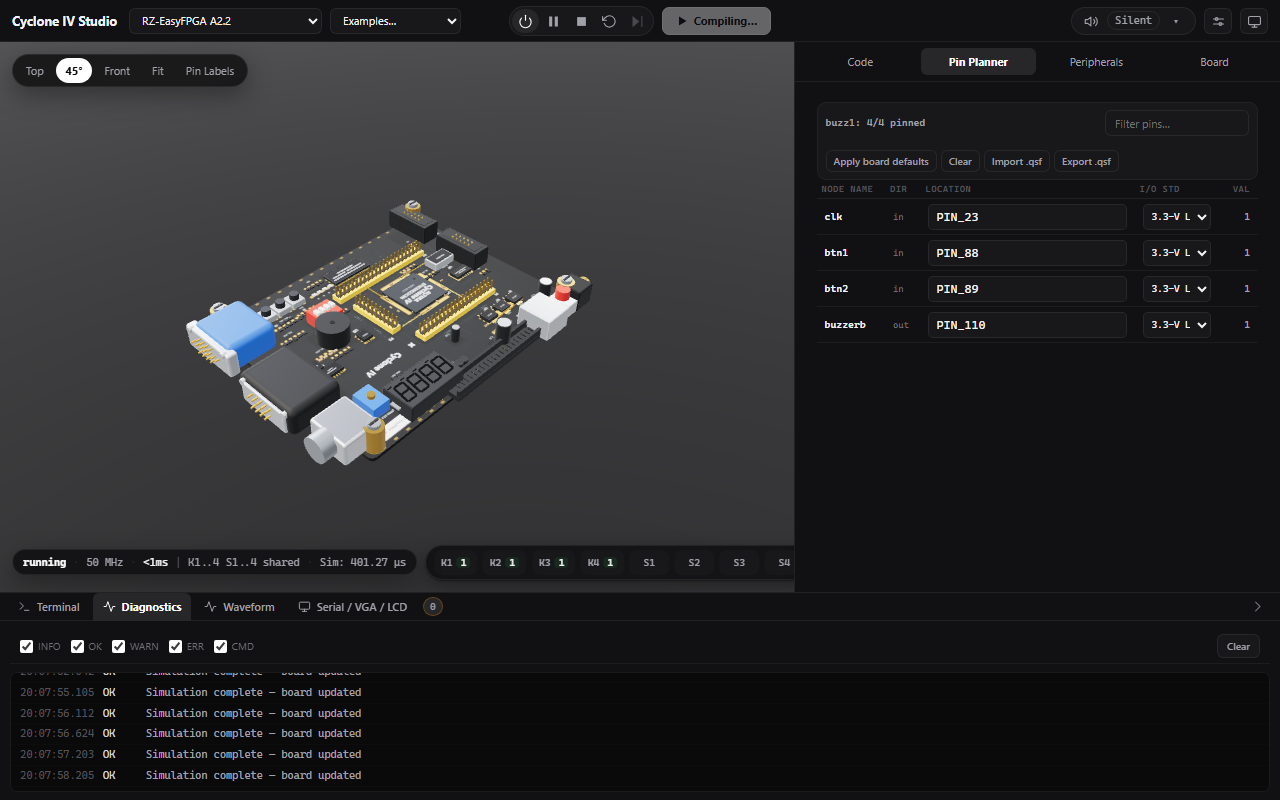 Cyclone IV Studio
RZ-EasyFPGA A2.2
Examples...
Compiling...
Silent
Top
45°
Front
Fit
Pin Labels
Code
Pin Planner
Peripherals
Board
buzz1: 4/4 pinned
Filter pins...
Apply board defaults
Clear
Import .qsf
Export .qsf
NODE NAME DIR LOCATION I/O STD VAL
clk in PIN_23 3.3-V L 1
btn1 in PIN_88 3.3-V L 1
btn2 in PIN_89 3.3-V L 1
buzzerb out PIN_110 3.3-V L 1
Cyclone IV
running · 50 MHz · <1ms | K1..4 S1..4 shared · Sim: 401.27 µs
K1 1 K2 1 K3 1 K4 1 S1 S2 S3 S4
Terminal
Diagnostics
Waveform
Serial / VGA / LCD
0
INFO OK WARN ERR CMD
Clear
OK Simulation complete — board updated
20:07:55.105 OK Simulation complete — board updated
20:07:56.112 OK Simulation complete — board updated
20:07:56.624 OK Simulation complete — board updated
20:07:57.203 OK Simulation complete — board updated
20:07:58.205 OK Simulation complete — board updated